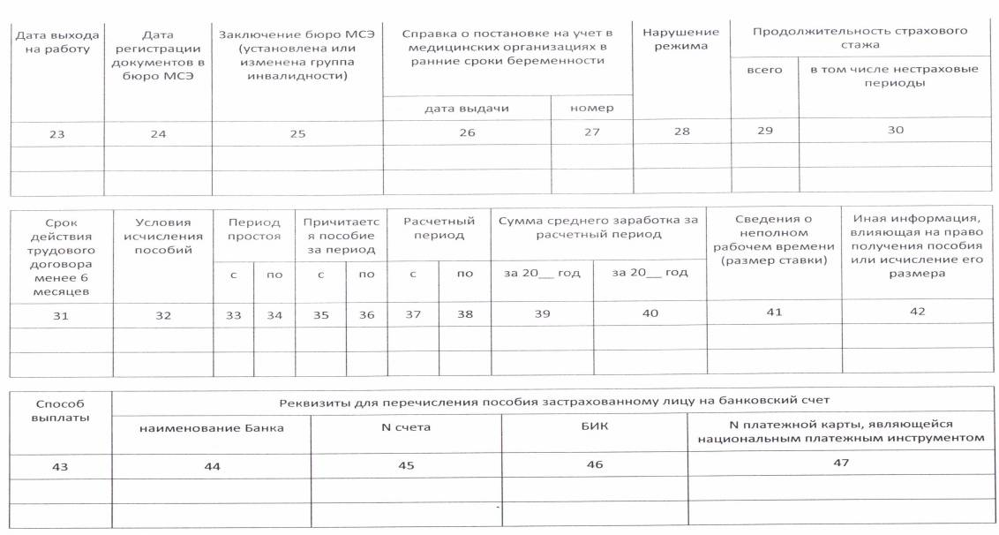 Дата выхода на работу
Дата регистрации документов в бюро МСЭ
Заключение бюро МСЭ (установлена или изменена группа инвалидности)
Справка о постановке на учет в медицинских организациях в ранние сроки беременности
Нарушение режима
Продолжительность страхового стажа
всего
в том числе нестраховые периоды
дата выдачи
номер
23 24 25 26 27 28 29 30
Срок действия трудового договора менее 6 месяцев
Условия исчисления пособий
Период простоя
Причитаетс я пособие за период
Расчетный период
Сумма среднего заработка за расчетный период
Сведения о неполном рабочем времени (размер ставки)
Иная информация, влияющая на право получения пособия или исчисление его размера
с по с по с по за 20__ год за 20__ год
31 32 33 34 35 36 37 38 39 40 41 42
Способ выплаты
Реквизиты для перечисления пособия застрахованному лицу на банковский счет
наименование Банка
N счета
БИК
N платежной карты, являющейся национальным платежным инструментом
43 44 45 46 47